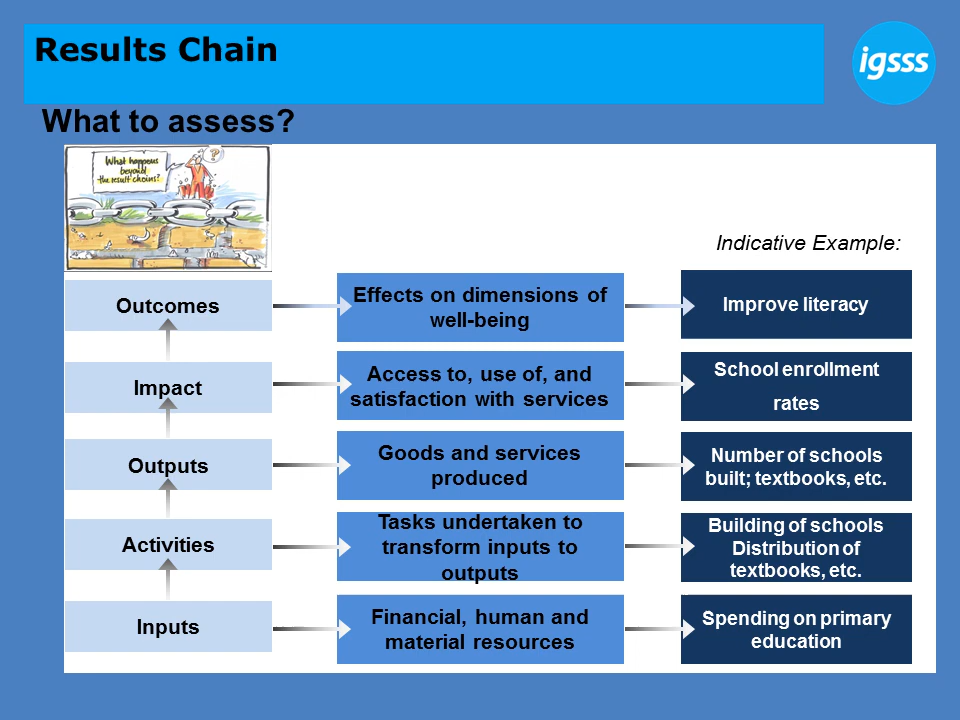 Results Chain
igsss
What to assess?
What happens
beyond
the result chains?
?
Indicative Example:
Outcomes
Effects on dimensions of
well-being
Improve literacy
Impact
Access to, use of, and
satisfaction with services
School enrollment
rates
Outputs
Goods and services
produced
Number of schools
built; textbooks, etc.
Activities
Tasks undertaken to
transform inputs to
outputs
Building of schools
Distribution of
textbooks, etc.
Inputs
Financial, human and
material resources
Spending on primary
education